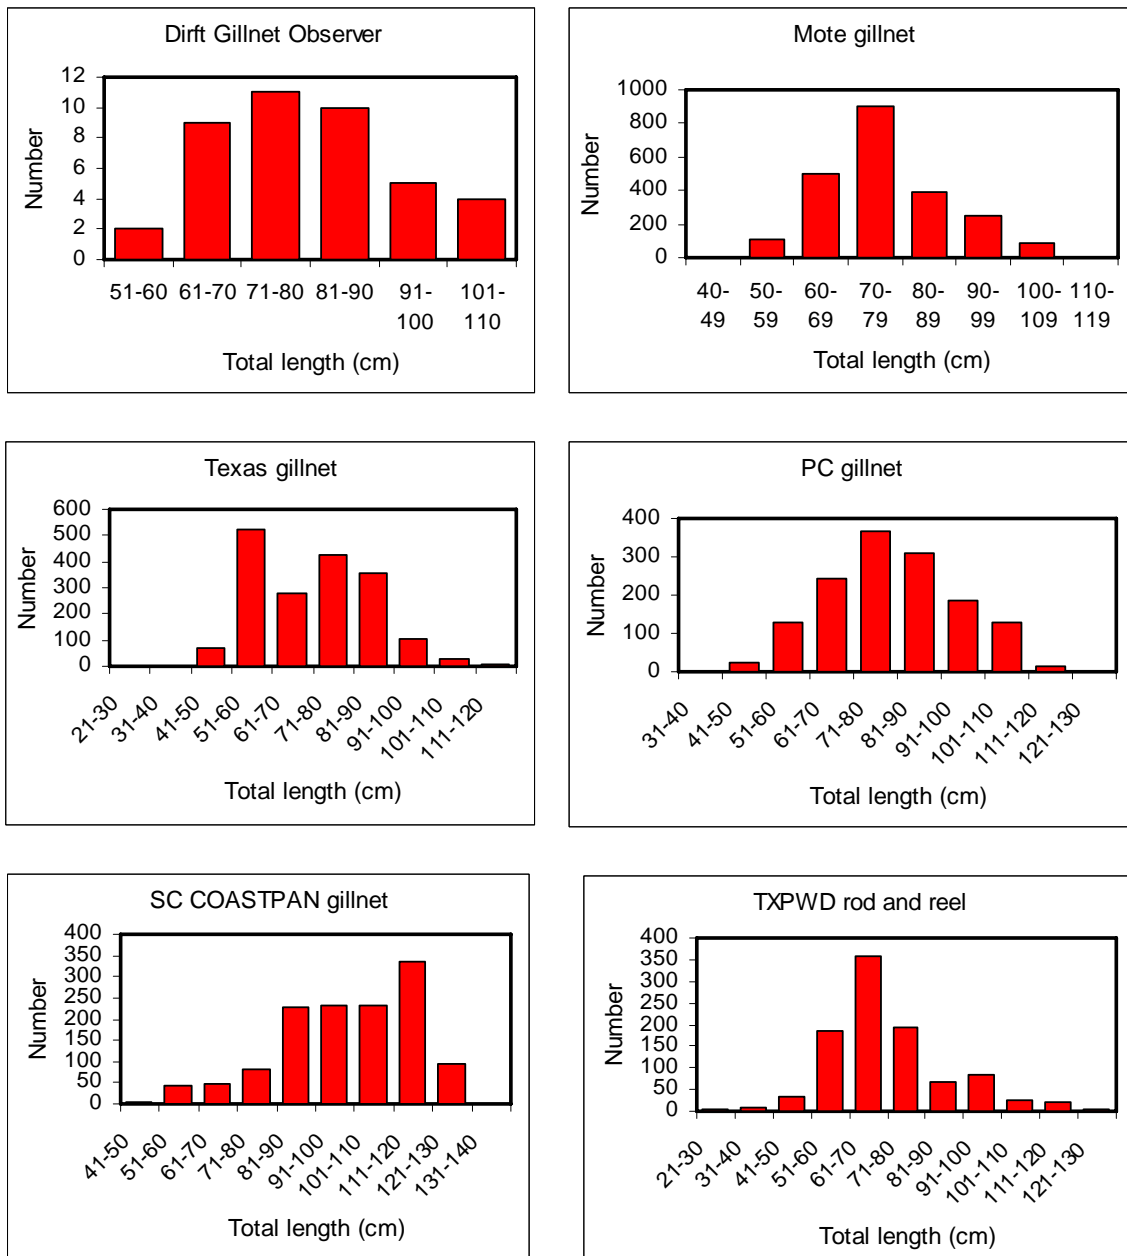 Dirft Gillnet Observer
Number
12
10
8
6
4
2
0
51-60 61-70 71-80 81-90 91- 101-
100 110
Total length (cm)
Mote gillnet
Number
1000
800
600
400
200
0
40- 50- 60- 70- 80- 90- 100- 110-
49 59 69 79 89 99 109 119
Total length (cm)
Texas gillnet
Number
600
500
400
300
200
100
0
21-30 31-40 41-50 51-60 61-70 71-80 81-90 91-100 101-110 111-120
Total length (cm)
PC gillnet
Number
400
300
200
100
0
31-40 41-50 51-60 61-70 71-80 81-90 91-100 101-110 111-120 121-130
Total length (cm)
SC COASTPAN gillnet
Number
400
350
300
250
200
150
100
50
0
41-50 51-60 61-70 71-80 81-90 91-100 101-110 111-120 121-130 131-140
Total length (cm)
TXPWD rod and reel
Number
400
350
300
250
200
150
100
50
0
21-30 31-40 41-50 51-60 61-70 71-80 81-90 91-100 101-110 111-120 121-130
Total length (cm)